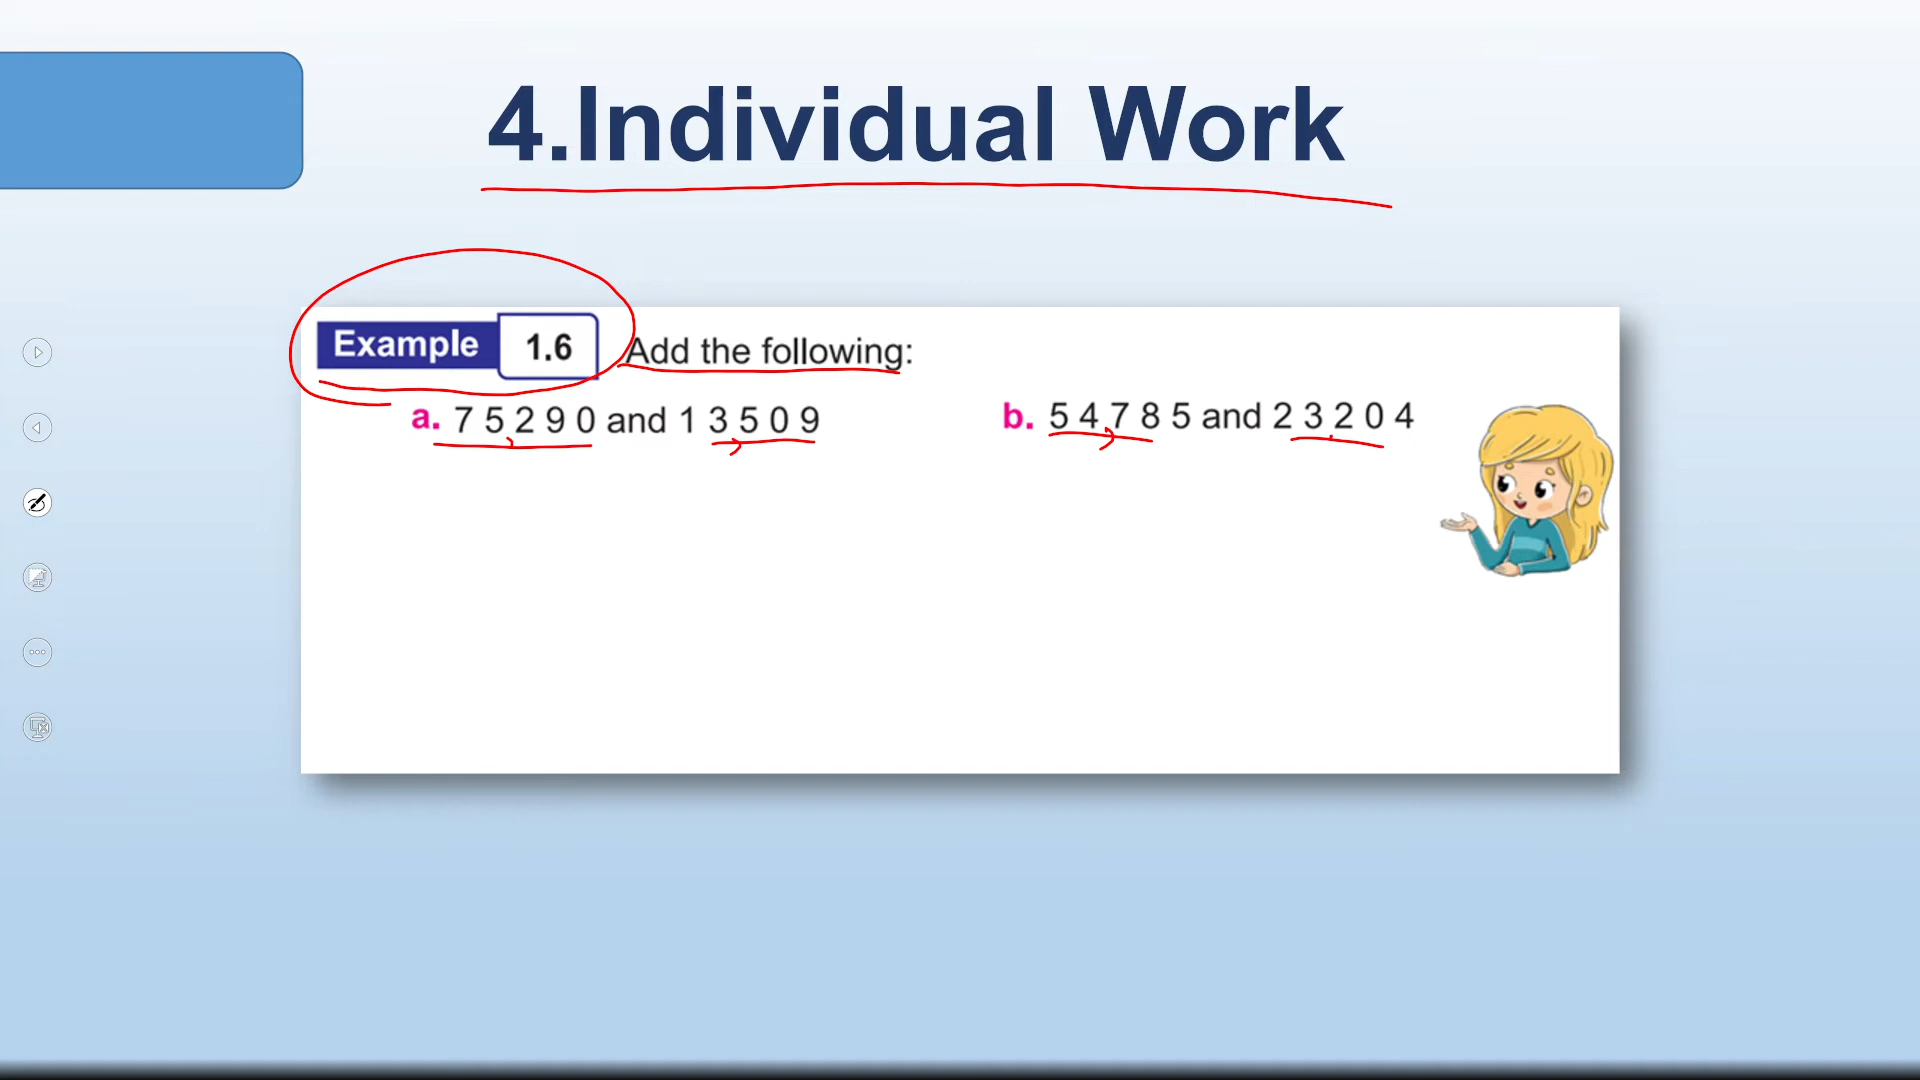 4.Individual Work
Example 1.6 Add the following:
a. 7 5 2 9 0 and 1 3 5 0 9
b. 5 4 7 8 5 and 2 3 2 0 4